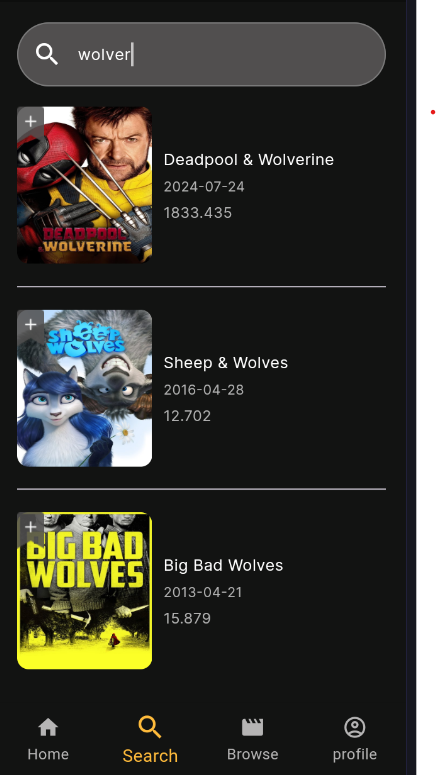 wolver
+
DEADPOOL &
WOLVERINE
Deadpool & Wolverine
2024-07-24
1833.435
+
SHEEP &
WOLVES
Sheep & Wolves
2016-04-28
12.702
+
BIG BAD
WOLVES
Big Bad Wolves
2013-04-21
15.879
Home
Search
Browse
profile